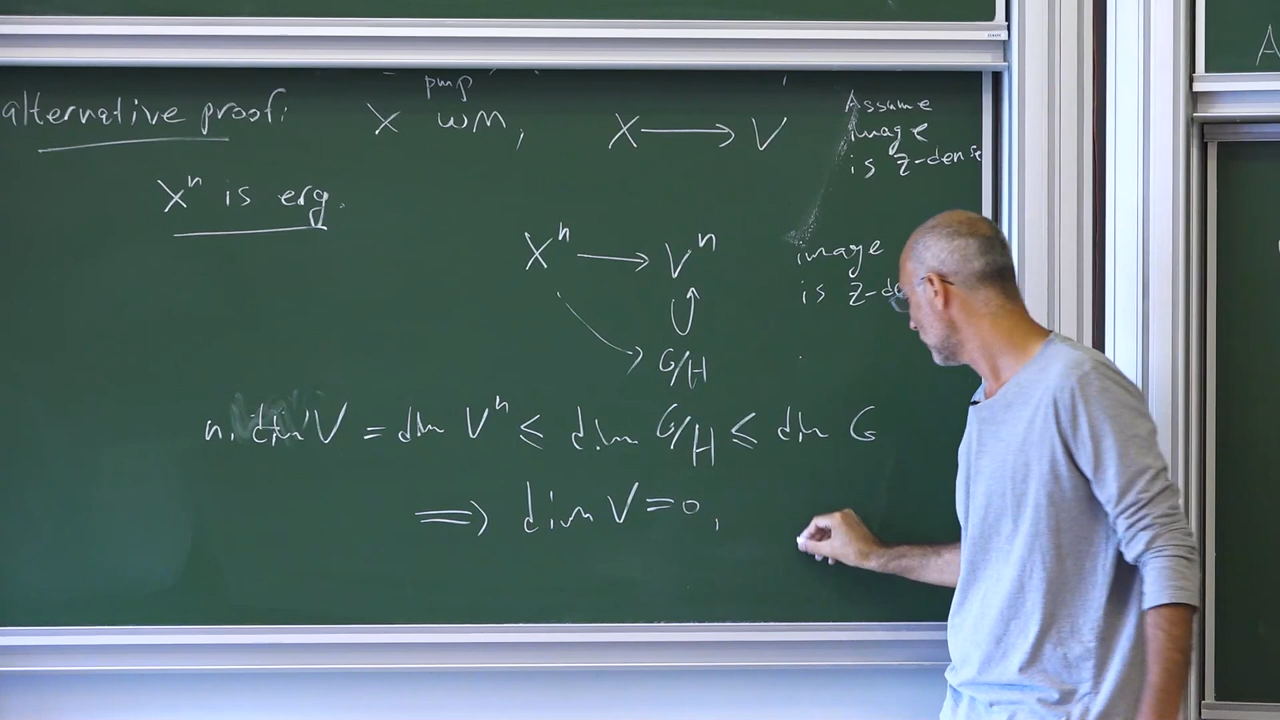 alternative proof: X pmp WM, X ⟶ V
Assume
image
is Z-dense
Xⁿ is erg.
Xⁿ ⟶ Vⁿ
image
is Z-de
G/H
n. dim V = dim Vⁿ ≤ dim G/H ≤ dim G
⟹ dim V = 0,
A